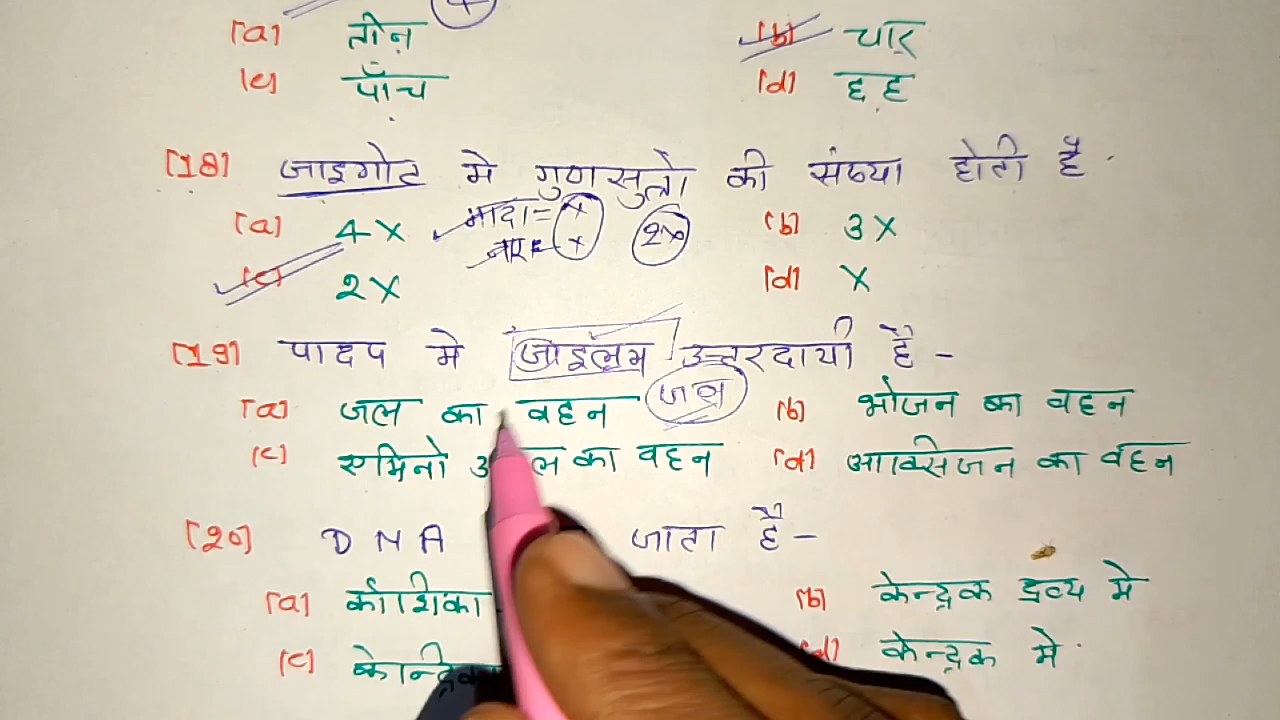 [a] तीन [b] चार
[c] पाँच [d] छह
[18] जाइगोट मे गुणसुत्रो की संख्या होती है
[a] 4X मादा = x 2x [b] 3X
नर = x
[c] 2X [d] X
[19] पादप मे जाइलम उत्तरदायी है -
[a] जल का वहन जल [b] भोजन का वहन
[c] एमिनो का वहन [d] आक्सिजन का वहन
[20] DNA जाता है -
[a] कोशिका [b] केन्द्रक द्रव्य मे
[c] [d] केन्द्रक मे